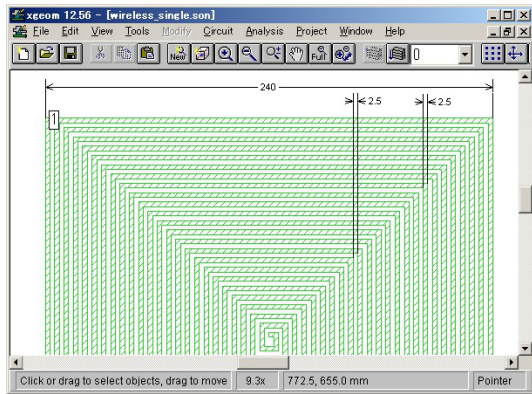 xgeom 12.56 - [wireless_single.son]
File Edit View Tools Modify Circuit Analysis Project Window Help
New Full 0
240
2.5 2.5
1
Click or drag to select objects, drag to move 9.3x 772.5, 655.0 mm Pointer